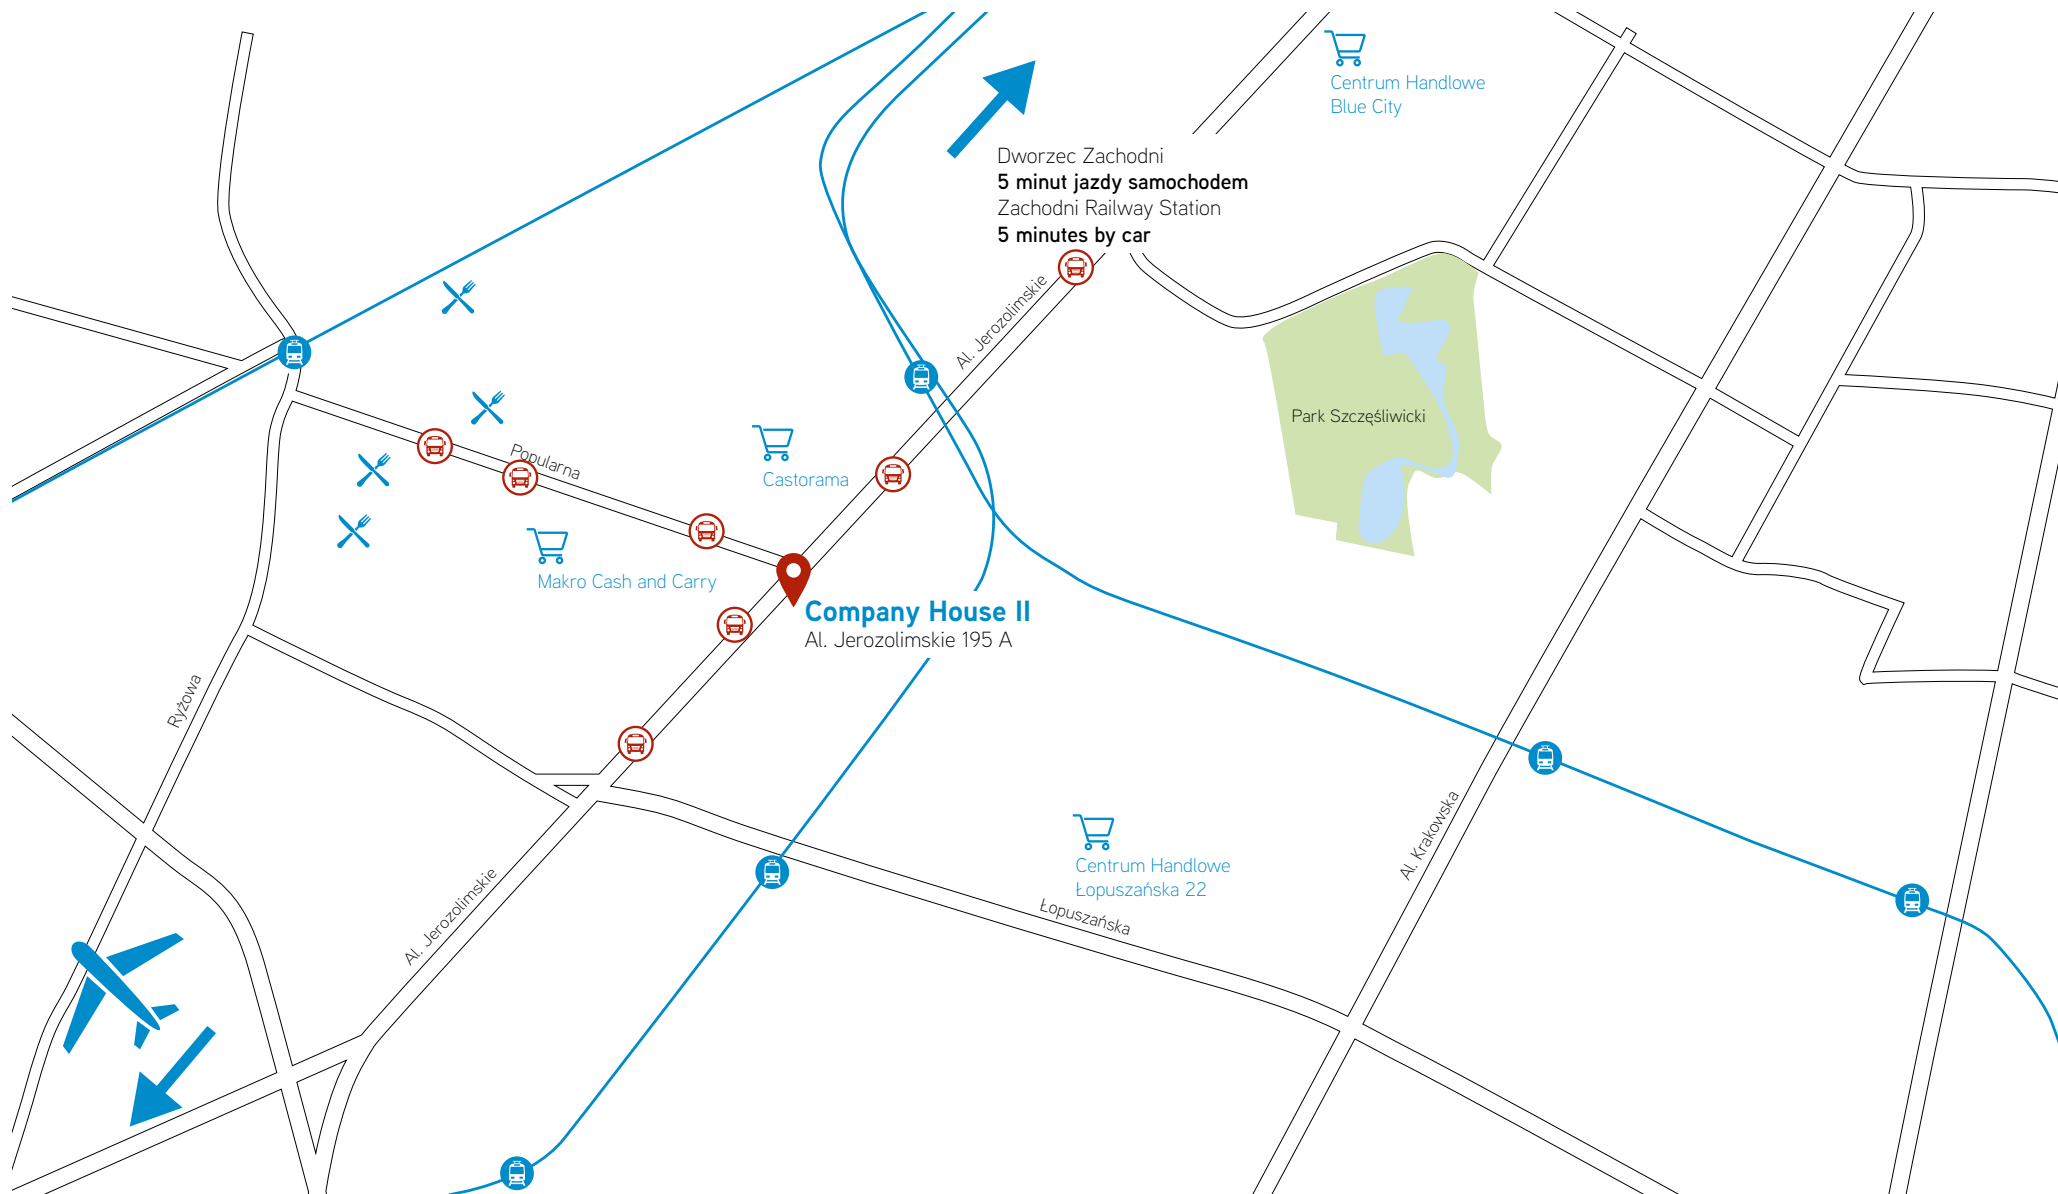 Centrum Handlowe
Blue City
Dworzec Zachodni
5 minut jazdy samochodem
Zachodni Railway Station
5 minutes by car
Al. Jerozolimskie
Park Szczęśliwicki
Popularna
Castorama
Makro Cash and Carry
Company House II
Al. Jerozolimskie 195 A
Ryżowa
Al. Krakowska
Centrum Handlowe
Łopuszańska 22
Łopuszańska
Al. Jerozolimskie